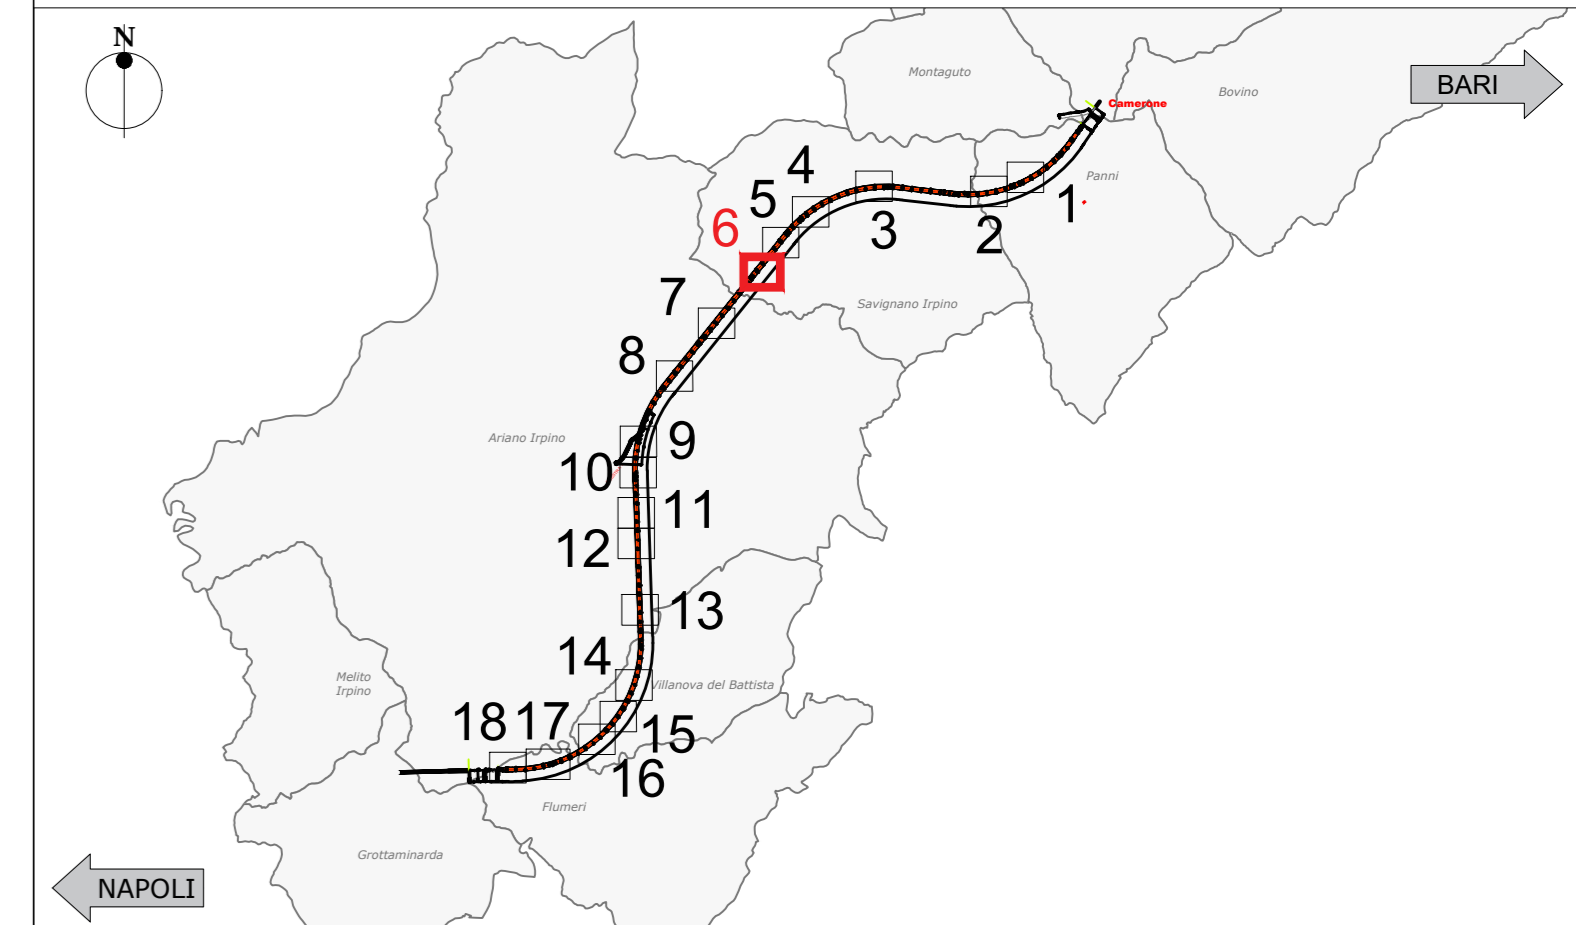 N
Montaguto
Bovino
BARI
Camerone
4
5
6
3
2
1
Panni
7
Savignano Irpino
8
Ariano Irpino
9
10
11
12
13
14
Melito
Irpino
Villanova del Battista
18
17
15
16
Flumeri
Grottaminarda
NAPOLI